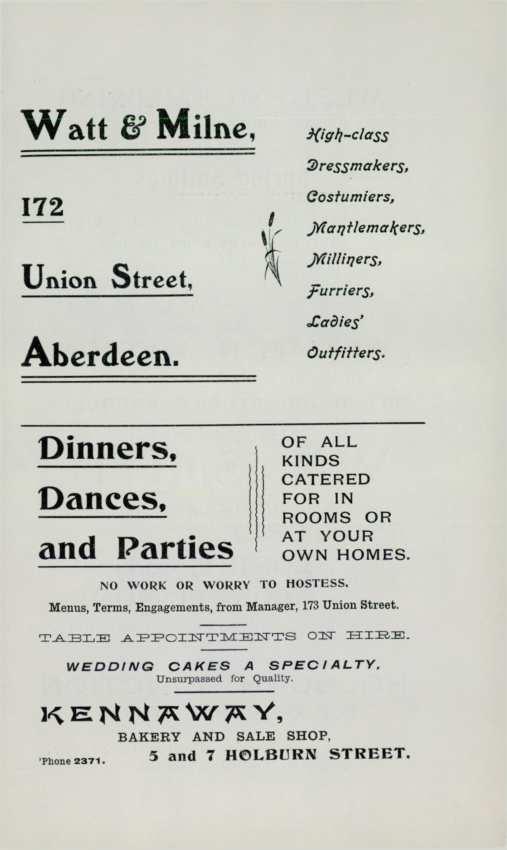 Watt & Milne,
172
Union Street,
Aberdeen.
High-class
Dressmakers,
Costumiers,
Mantlemakers,
Milliners,
Furriers,
Ladies'
Outfitters.
Dinners,
Dances,
and Parties
OF ALL
KINDS
CATERED
FOR IN
ROOMS OR
AT YOUR
OWN HOMES.
NO WORK OR WORRY TO HOSTESS.
Menus, Terms, Engagements, from Manager, 173 Union Street.
TABLE APPOINTMENTS ON HIRE.
WEDDING CAKES A SPECIALTY.
Unsurpassed for Quality.
KENNAWAY,
BAKERY AND SALE SHOP,
'Phone 2371. 5 and 7 HOLBURN STREET.